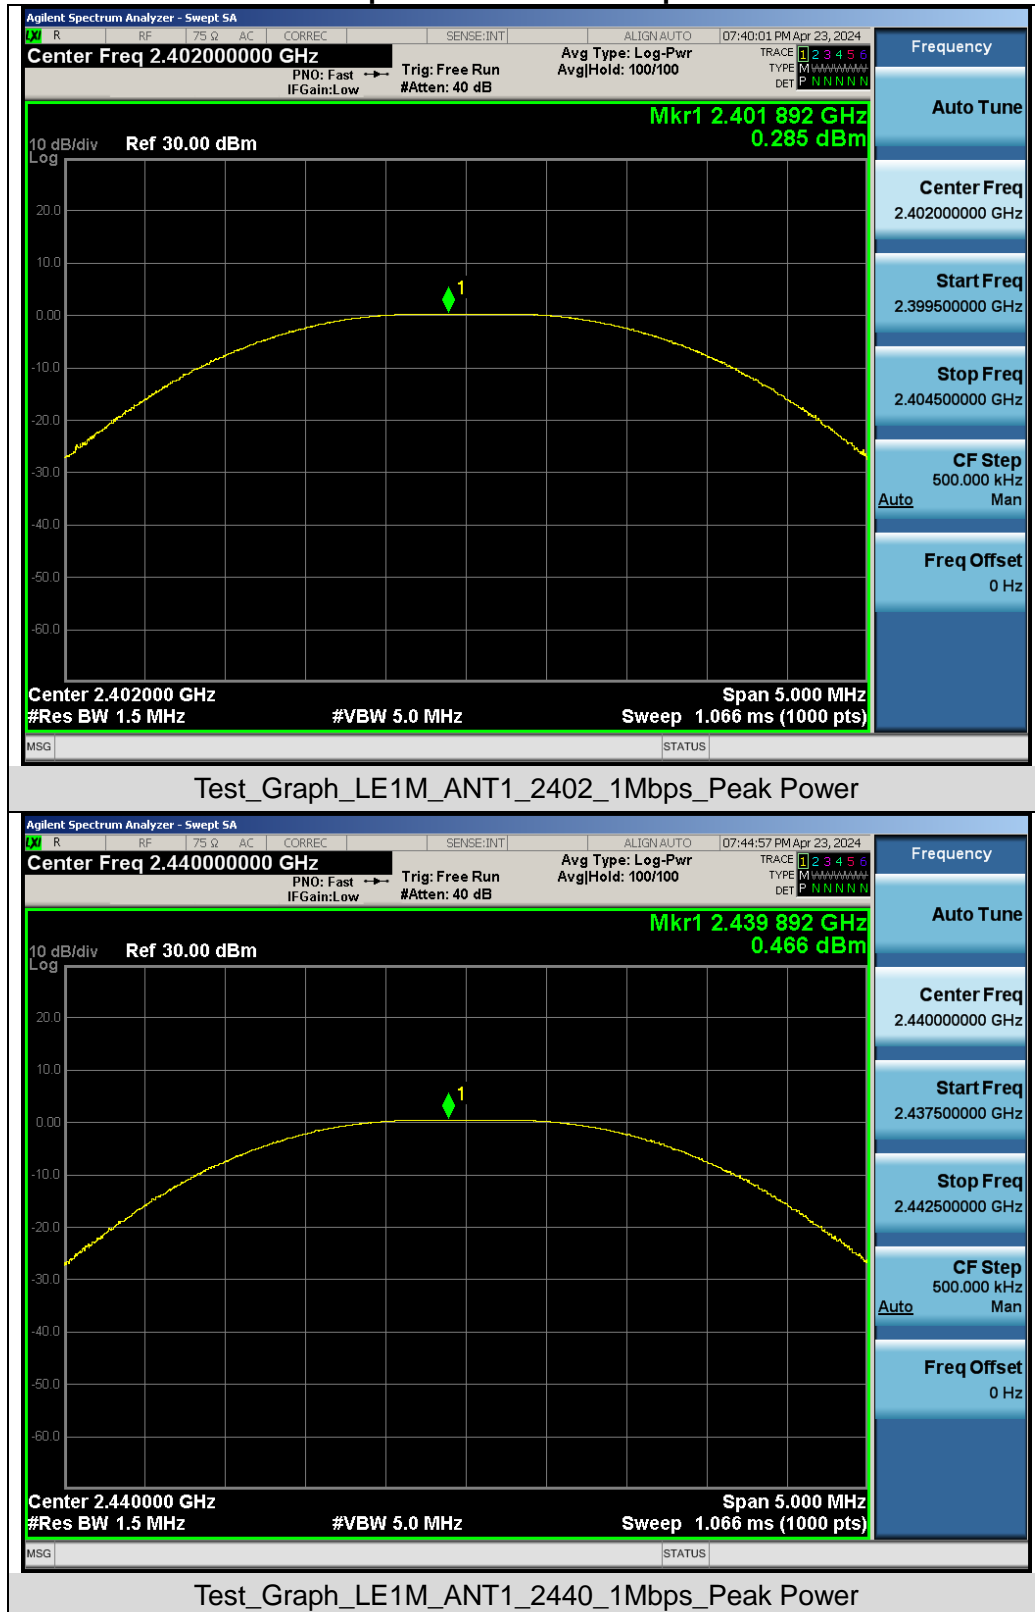 Agilent Spectrum Analyzer - Swept SA
LXI R RF 75 Ω AC CORREC SENSE:INT ALIGN AUTO 07:40:01 PM Apr 23, 2024
Center Freq 2.402000000 GHz
PNO: Fast
IFGain:Low
Trig: Free Run
#Atten: 40 dB
Avg Type: Log-Pwr
Avg|Hold: 100/100
TRACE 1 2 3 4 5 6
TYPE M WWWWW
DET P N N N N N
Mkr1 2.401 892 GHz
0.285 dBm
10 dB/div Ref 30.00 dBm
Log
20.0
10.0
1
0.00
-10.0
-20.0
-30.0
-40.0
-50.0
-60.0
Center 2.402000 GHz Span 5.000 MHz
#Res BW 1.5 MHz #VBW 5.0 MHz Sweep 1.066 ms (1000 pts)
MSG STATUS
Frequency
Auto Tune
Center Freq
2.402000000 GHz
Start Freq
2.399500000 GHz
Stop Freq
2.404500000 GHz
CF Step
500.000 kHz
Auto Man
Freq Offset
0 Hz
Test_Graph_LE1M_ANT1_2402_1Mbps_Peak Power
Agilent Spectrum Analyzer - Swept SA
LXI R RF 75 Ω AC CORREC SENSE:INT ALIGN AUTO 07:44:57 PM Apr 23, 2024
Center Freq 2.440000000 GHz
PNO: Fast
IFGain:Low
Trig: Free Run
#Atten: 40 dB
Avg Type: Log-Pwr
Avg|Hold: 100/100
TRACE 1 2 3 4 5 6
TYPE M WWWWW
DET P N N N N N
Mkr1 2.439 892 GHz
0.466 dBm
10 dB/div Ref 30.00 dBm
Log
20.0
10.0
1
0.00
-10.0
-20.0
-30.0
-40.0
-50.0
-60.0
Center 2.440000 GHz Span 5.000 MHz
#Res BW 1.5 MHz #VBW 5.0 MHz Sweep 1.066 ms (1000 pts)
MSG STATUS
Frequency
Auto Tune
Center Freq
2.440000000 GHz
Start Freq
2.437500000 GHz
Stop Freq
2.442500000 GHz
CF Step
500.000 kHz
Auto Man
Freq Offset
0 Hz
Test_Graph_LE1M_ANT1_2440_1Mbps_Peak Power